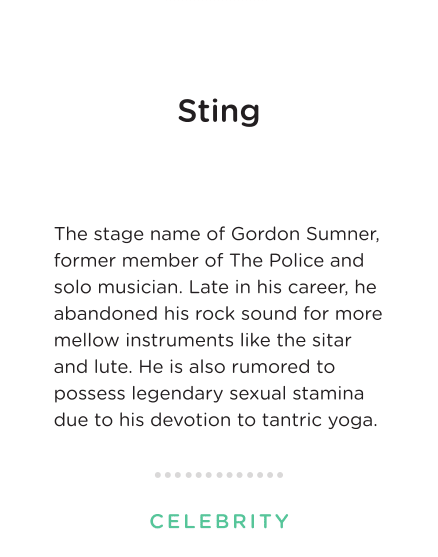 Sting
The stage name of Gordon Sumner,
former member of The Police and
solo musician. Late in his career, he
abandoned his rock sound for more
mellow instruments like the sitar
and lute. He is also rumored to
possess legendary sexual stamina
due to his devotion to tantric yoga.
CELEBRITY